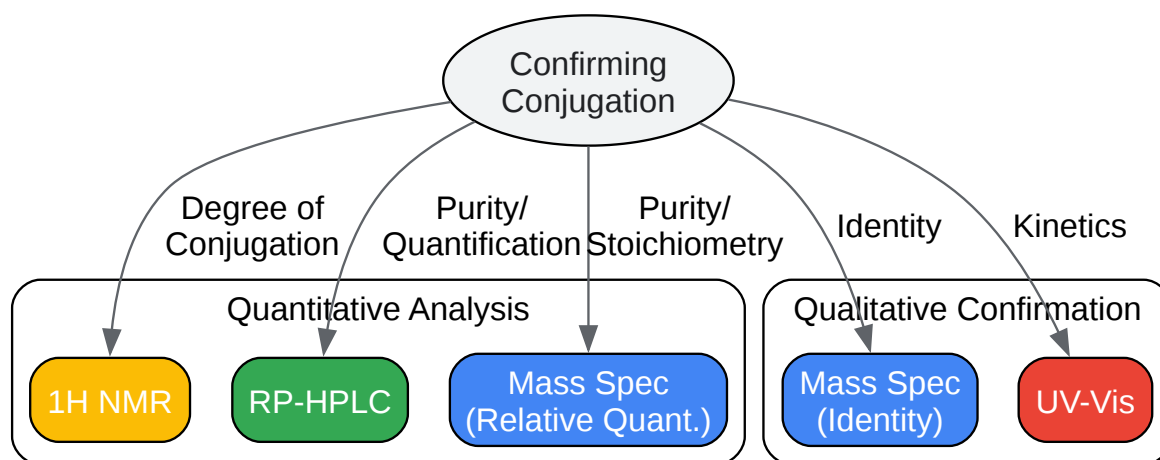 Confirming
Conjugation
Degree of
Conjugation
Purity/
Quantification
Purity/
Stoichiometry
Identity
Kinetics
Quantitative Analysis
Qualitative Confirmation
1H NMR
RP-HPLC
Mass Spec
(Relative Quant.)
Mass Spec
(Identity)
UV-Vis